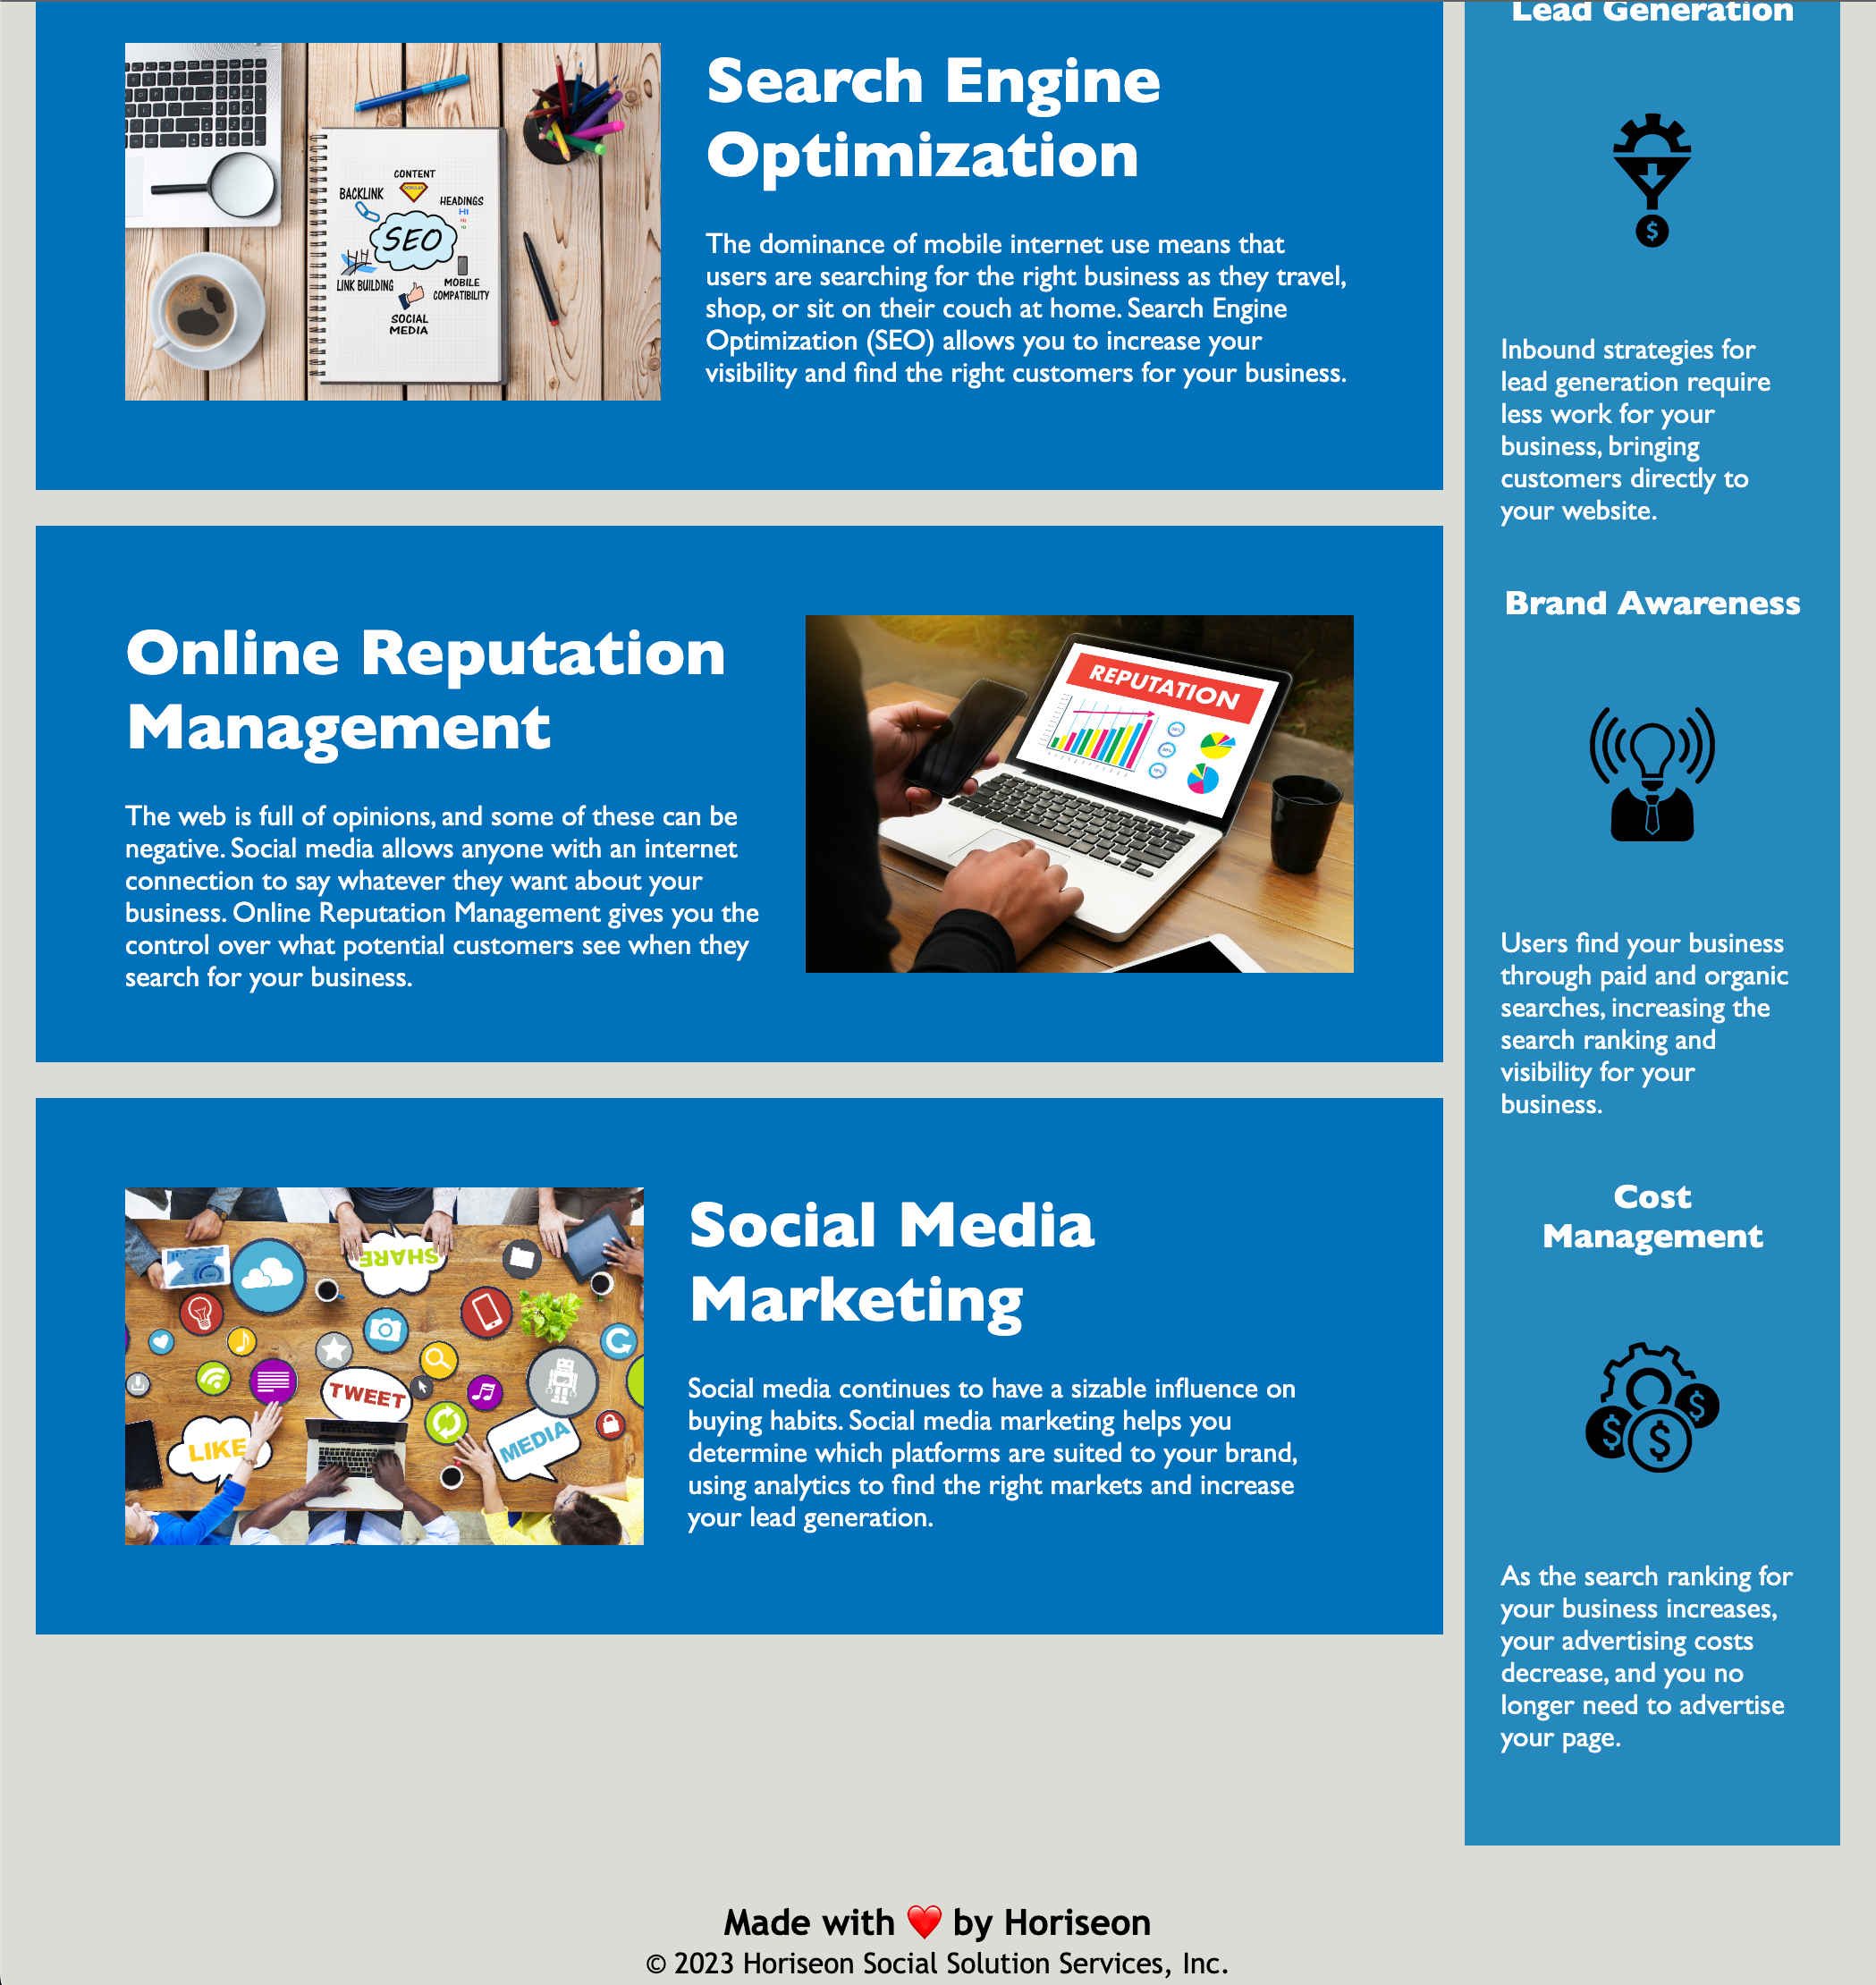 Search Engine
Optimization
The dominance of mobile internet use means that
users are searching for the right business as they travel,
shop, or sit on their couch at home. Search Engine
Optimization (SEO) allows you to increase your
visibility and find the right customers for your business.
CONTENT
BACKLINK
HEADINGS
H1
SEO
LINK BUILDING
MOBILE
COMPATIBILITY
SOCIAL
MEDIA
Online Reputation
Management
The web is full of opinions, and some of these can be
negative. Social media allows anyone with an internet
connection to say whatever they want about your
business. Online Reputation Management gives you the
control over what potential customers see when they
search for your business.
REPUTATION
Social Media
Marketing
Social media continues to have a sizable influence on
buying habits. Social media marketing helps you
determine which platforms are suited to your brand,
using analytics to find the right markets and increase
your lead generation.
SHARE
TWEET
LIKE
MEDIA
Lead Generation
$
Inbound strategies for
lead generation require
less work for your
business, bringing
customers directly to
your website.
Brand Awareness
Users find your business
through paid and organic
searches, increasing the
search ranking and
visibility for your
business.
Cost
Management
$ $ $
As the search ranking for
your business increases,
your advertising costs
decrease, and you no
longer need to advertise
your page.
Made with ❤️ by Horiseon
© 2023 Horiseon Social Solution Services, Inc.